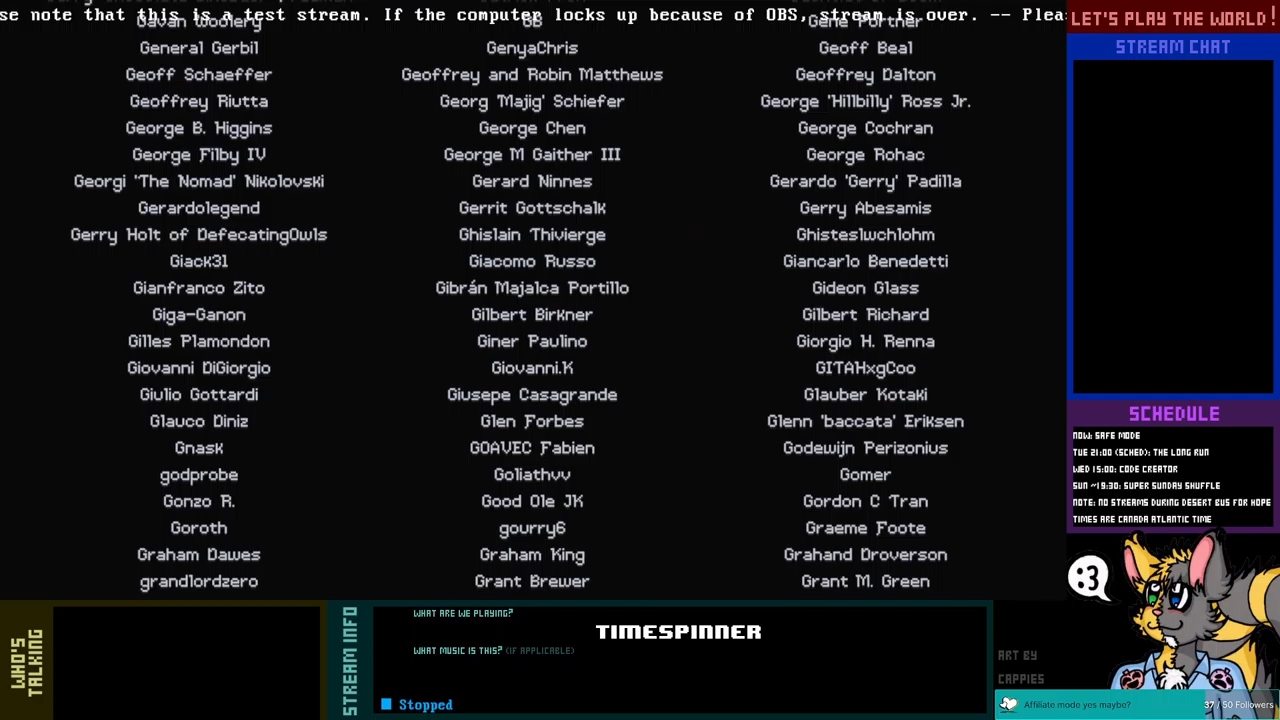 se note that this is a test stream. If the computer locks up because of OBS, stream is over. -- Plea
LET'S PLAY THE WORLD!
STREAM CHAT
Gavan Woolery GB Gene Portner
General Gerbil GenyaChris Geoff Beal
Geoff Schaeffer Geoffrey and Robin Matthews Geoffrey Dalton
Geoffrey Riutta Georg 'Majig' Schiefer George 'Hillbilly' Ross Jr.
George B. Higgins George Chen George Cochran
George Filby IV George M Gaither III George Rohac
Georgi 'The Nomad' Nikolovski Gerard Ninnes Gerardo 'Gerry' Padilla
Gerardolegend Gerrit Gottschalk Gerry Abesamis
Gerry Holt of DefecatingOwls Ghislain Thivierge Ghisteslwchlohm
Giack31 Giacomo Russo Giancarlo Benedetti
Gianfranco Zito Gibrán Majalca Portillo Gideon Glass
Giga-Ganon Gilbert Birkner Gilbert Richard
Gilles Plamondon Giner Paulino Giorgio H. Renna
Giovanni DiGiorgio Giovanni.K GITAHxgCoo
Giulio Gottardi Giusepe Casagrande Glauber Kotaki
Glauco Diniz Glen Forbes Glenn 'baccata' Eriksen
Gnask GOAVEC Fabien Godewijn Perizonius
godprobe Goliathvv Gomer
Gonzo R. Good Ole JK Gordon C Tran
Goroth gourry6 Graeme Foote
Graham Dawes Graham King Grahand Droverson
grandlordzero Grant Brewer Grant M. Green
SCHEDULE
NOW: SAFE MODE
TUE 21:00 (SCHED): THE LONG RUN
WED 15:00: CODE CREATOR
SUN ~19:30: SUPER SUNDAY SHUFFLE
NOTE: NO STREAMS DURING DESERT BUS FOR HOPE
TIMES ARE CANADA ATLANTIC TIME
:3
WHO'S TALKING
STREAM INFO
WHAT ARE WE PLAYING?
TIMESPINNER
WHAT MUSIC IS THIS? (IF APPLICABLE)
Stopped
ART BY
CAPPIES
Affiliate mode yes maybe? 37 / 50 Followers